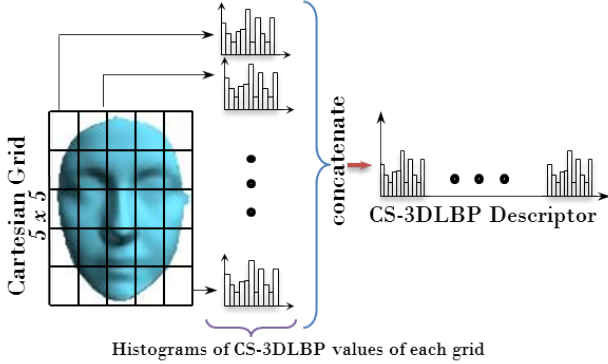 Cartesian Grid
5 x 5
concatenate
CS-3DLBP Descriptor
Histograms of CS-3DLBP values of each grid